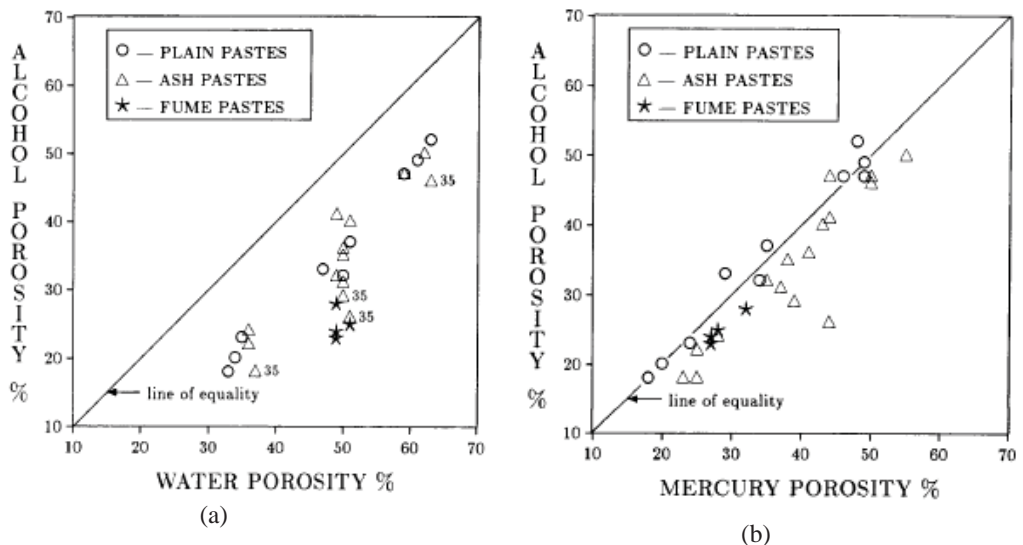 ALCOHOL POROSITY %
70
60
50
40
30
20
10
○ — PLAIN PASTES
△ — ASH PASTES
★ — FUME PASTES
35
35
35
35
line of equality
10 20 30 40 50 60 70
WATER POROSITY %
(a)
ALCOHOL POROSITY %
70
60
50
40
30
20
10
○ — PLAIN PASTES
△ — ASH PASTES
★ — FUME PASTES
line of equality
10 20 30 40 50 60 70
MERCURY POROSITY %
(b)